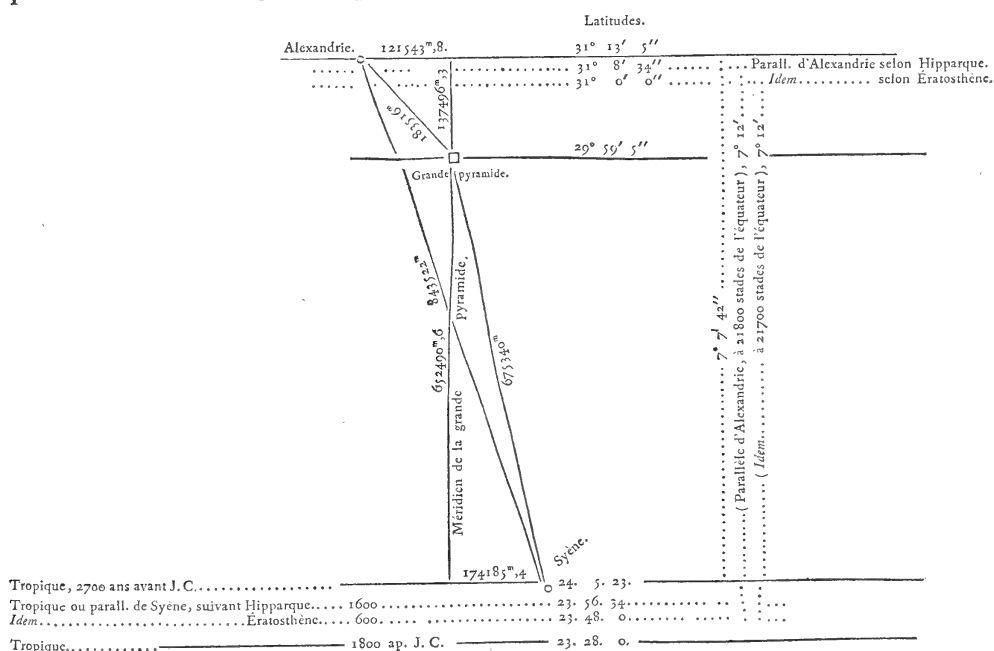 Latitudes.
Alexandrie. 121543ᵐ,8. 31° 13′ 5″
31° 8′ 34″ ........Parall. d'Alexandrie selon Hipparque.
31° 0′ 0″ ........Idem.......... selon Ératosthène.
137496ᵐ,3
183516ᵐ
29° 59′ 5″
Grande pyramide.
843522ᵐ
652490ᵐ,6
Méridien de la grande pyramide,
675340ᵐ
7° 7′ 42″
(Parallèle d'Alexandrie, à 21800 stades de l'équateur), 7° 12′
(Idem........ à 21700 stades de l'équateur), 7° 12′
Syène.
174185ᵐ,4
Tropique, 2700 ans avant J. C................ 24. 5. 23.
Tropique ou parall. de Syène, suivant Hipparque..... 1600 .................... 23. 56. 34..........
Idem..............................Ératosthène..... 600..................... 23. 48. 0..........
Tropique............. 1800 ap. J. C. 23. 28. 0.